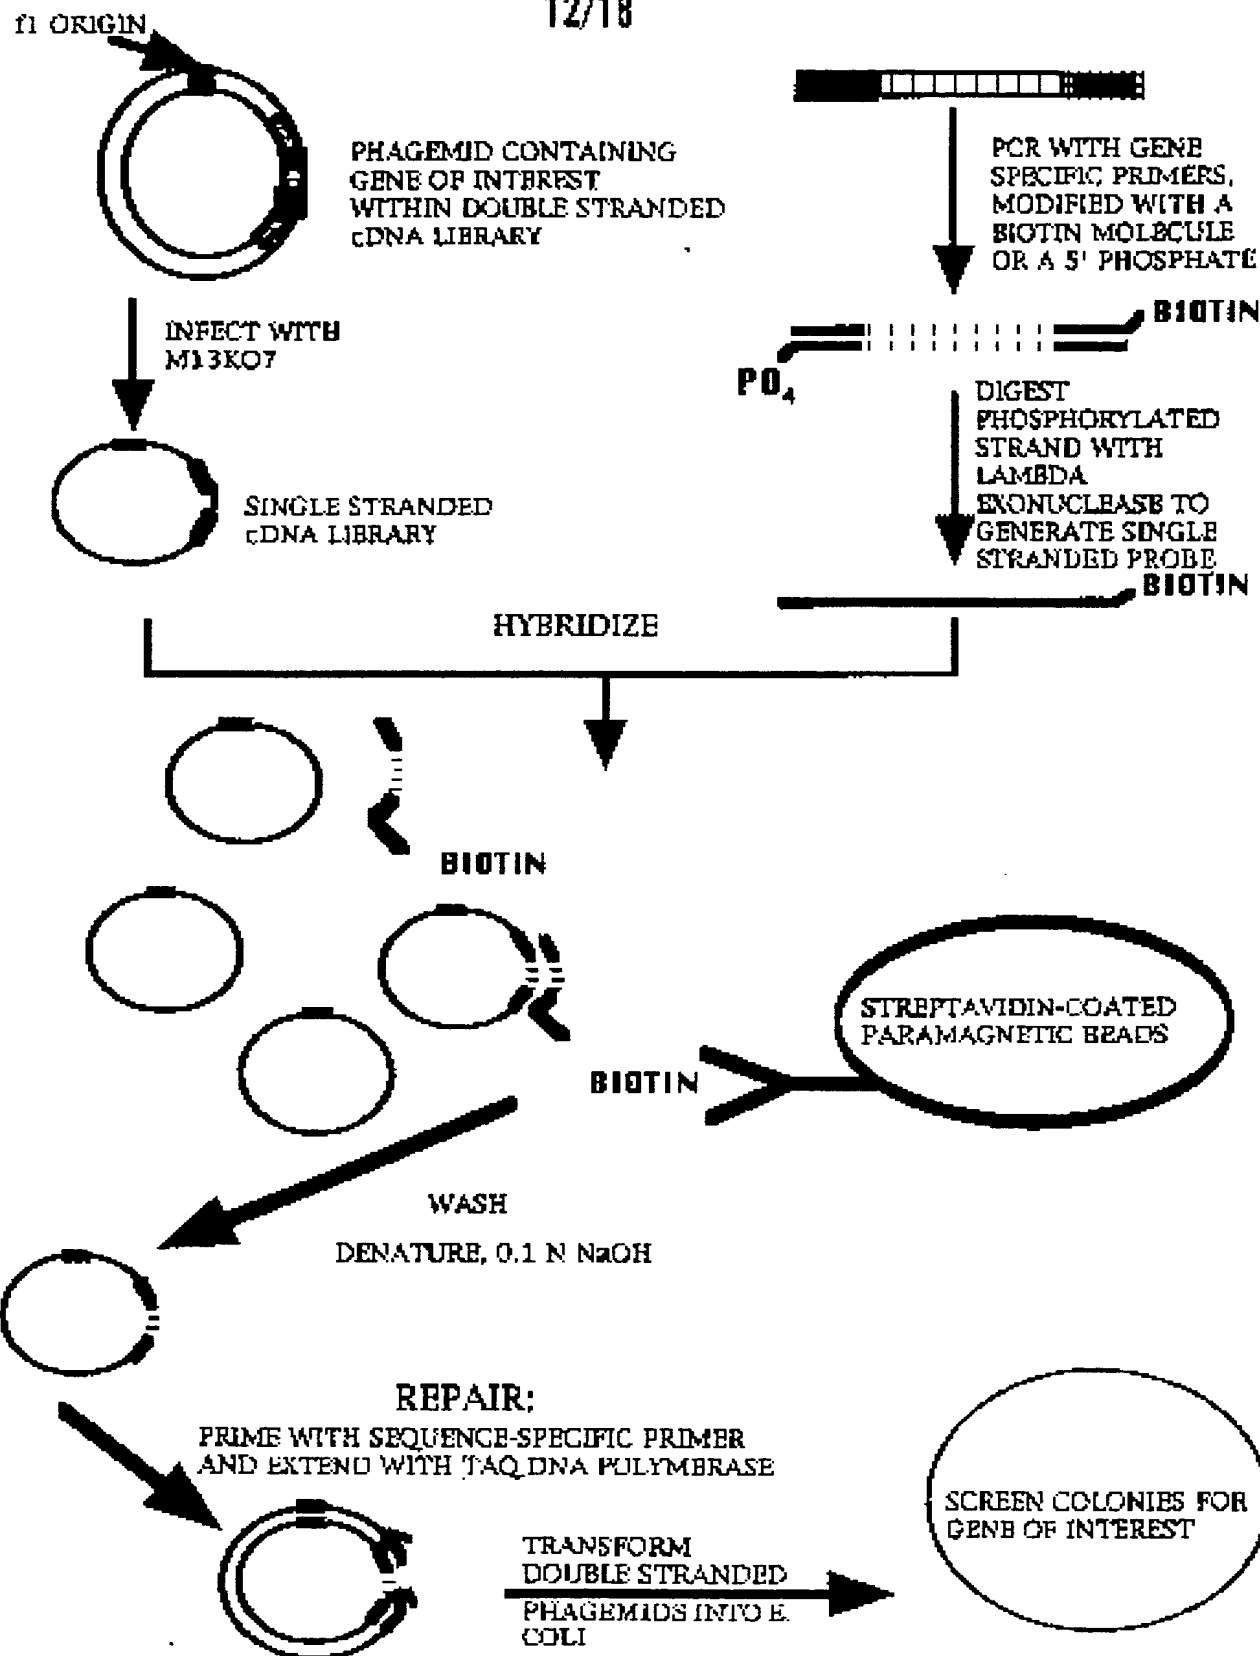 12/18
f1 ORIGIN
PHAGEMID CONTAINING
GENE OF INTEREST
WITHIN DOUBLE STRANDED
cDNA LIBRARY
PCR WITH GENE
SPECIFIC PRIMERS,
MODIFIED WITH A
BIOTIN MOLECULE
OR A 5' PHOSPHATE
INFECT WITH
M13KO7
BIOTIN
PO4
DIGEST
PHOSPHORYLATED
STRAND WITH
LAMBDA
EXONUCLEASE TO
GENERATE SINGLE
STRANDED PROBE
SINGLE STRANDED
cDNA LIBRARY
BIOTIN
HYBRIDIZE
BIOTIN
STREPTAVIDIN-COATED
PARAMAGNETIC BEADS
BIOTIN
WASH
DENATURE, 0.1 N NaOH
REPAIR:
PRIME WITH SEQUENCE-SPECIFIC PRIMER
AND EXTEND WITH TAQ DNA POLYMERASE
SCREEN COLONIES FOR
GENE OF INTEREST
TRANSFORM
DOUBLE STRANDED
PHAGEMIDS INTO E.
COLI